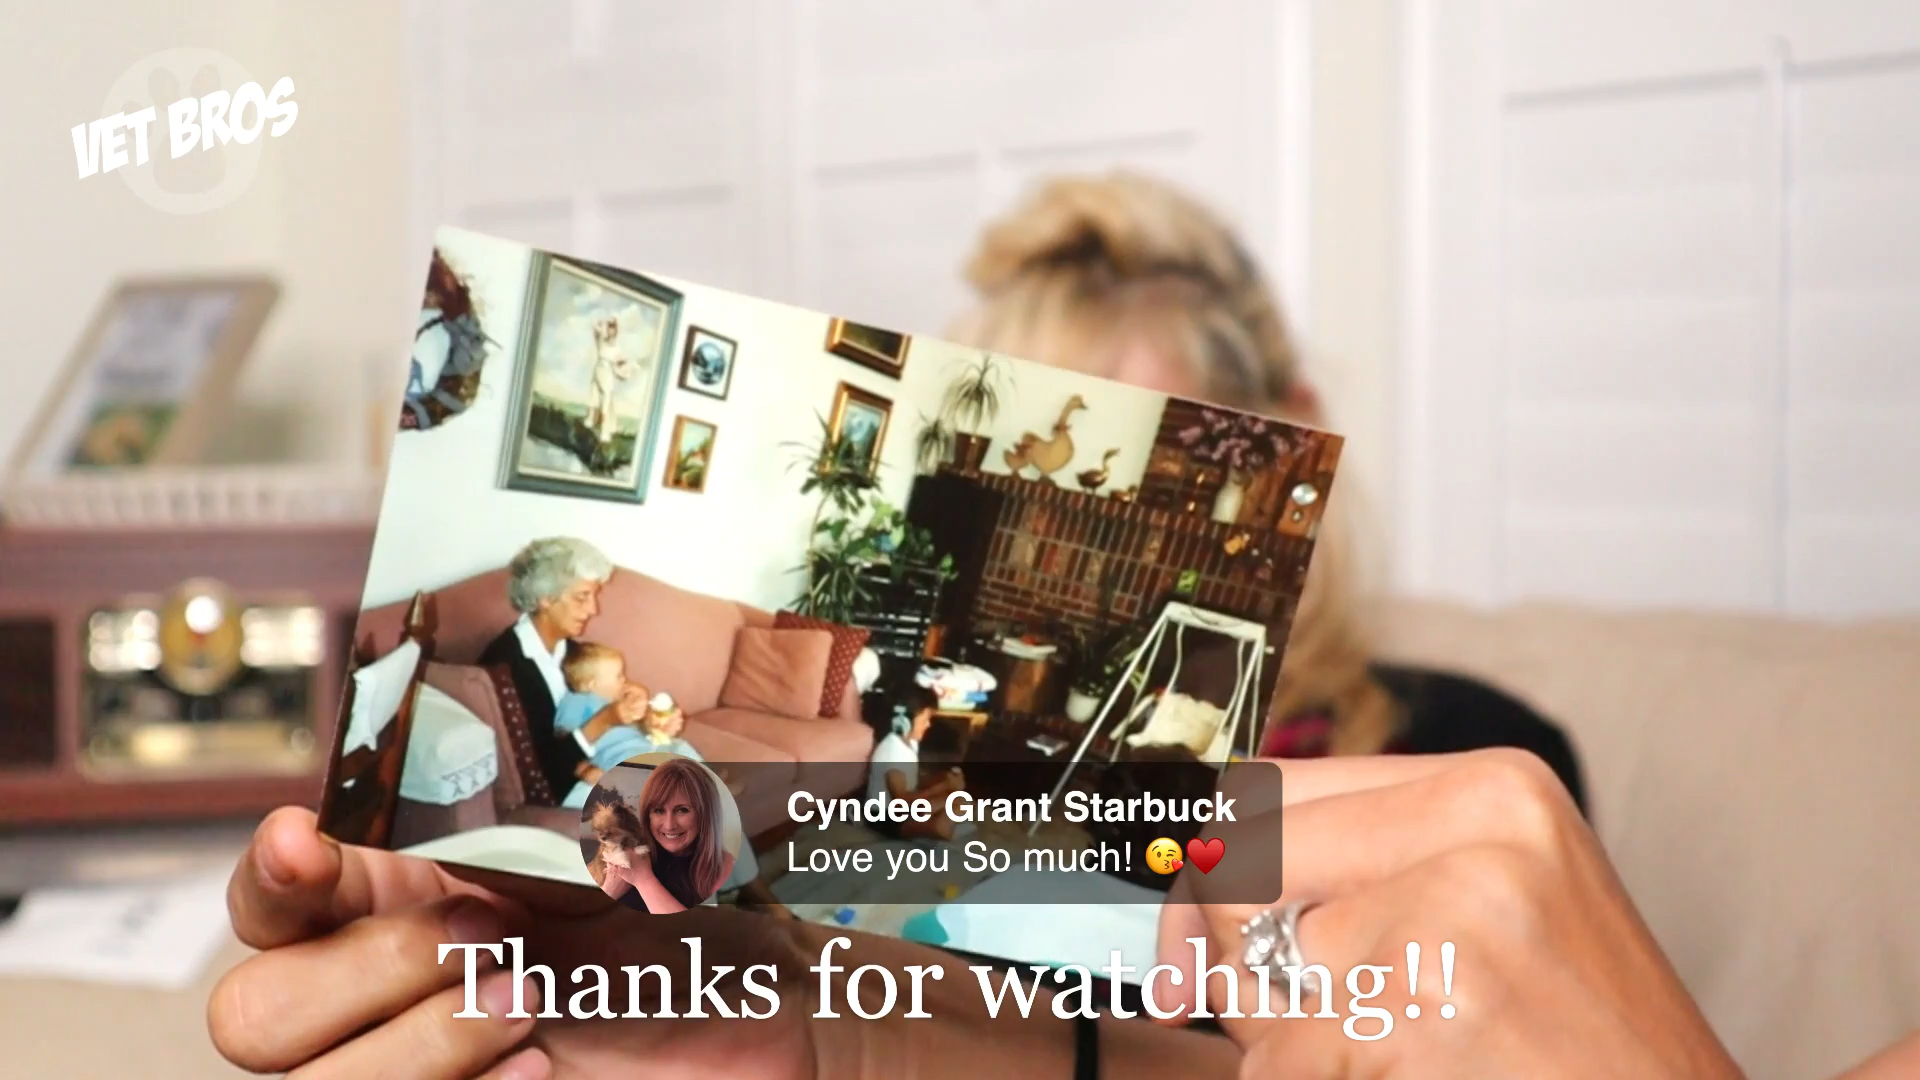 VET BROS
Cyndee Grant Starbuck
Love you So much! 😘♥️
Thanks for watching!!